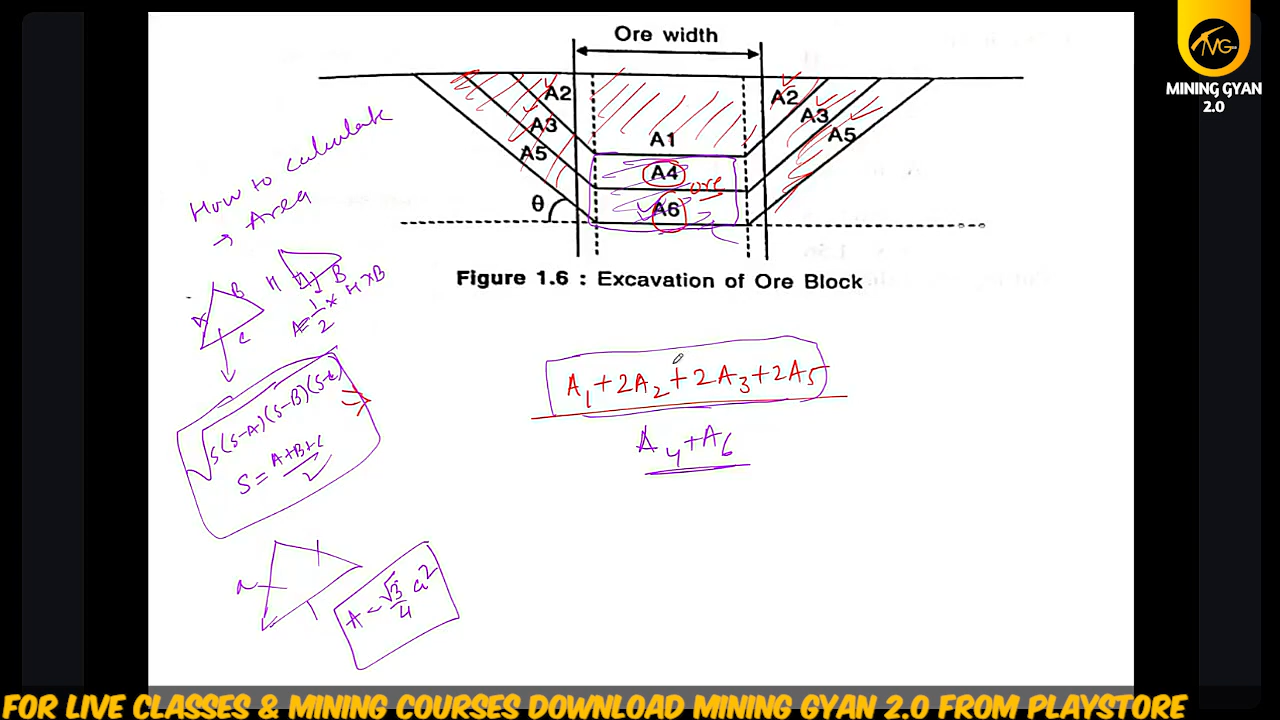 Ore width
A2
A2
A3
A3
A1
A5
A5
A4
ore
A6
θ
Figure 1.6 : Excavation of Ore Block
How to calculate
→ Area
B
C
H
B
A = 1/2 × H × B
√S(S-A)(S-B)(S-C)
S = A+B+C/2
a
A = √3/4 a²
A₁+2A₂+2A₃+2A₅
A₄+A₆
MG
MINING GYAN
2.0
FOR LIVE CLASSES & MINING COURSES DOWNLOAD MINING GYAN 2.0 FROM PLAYSTORE